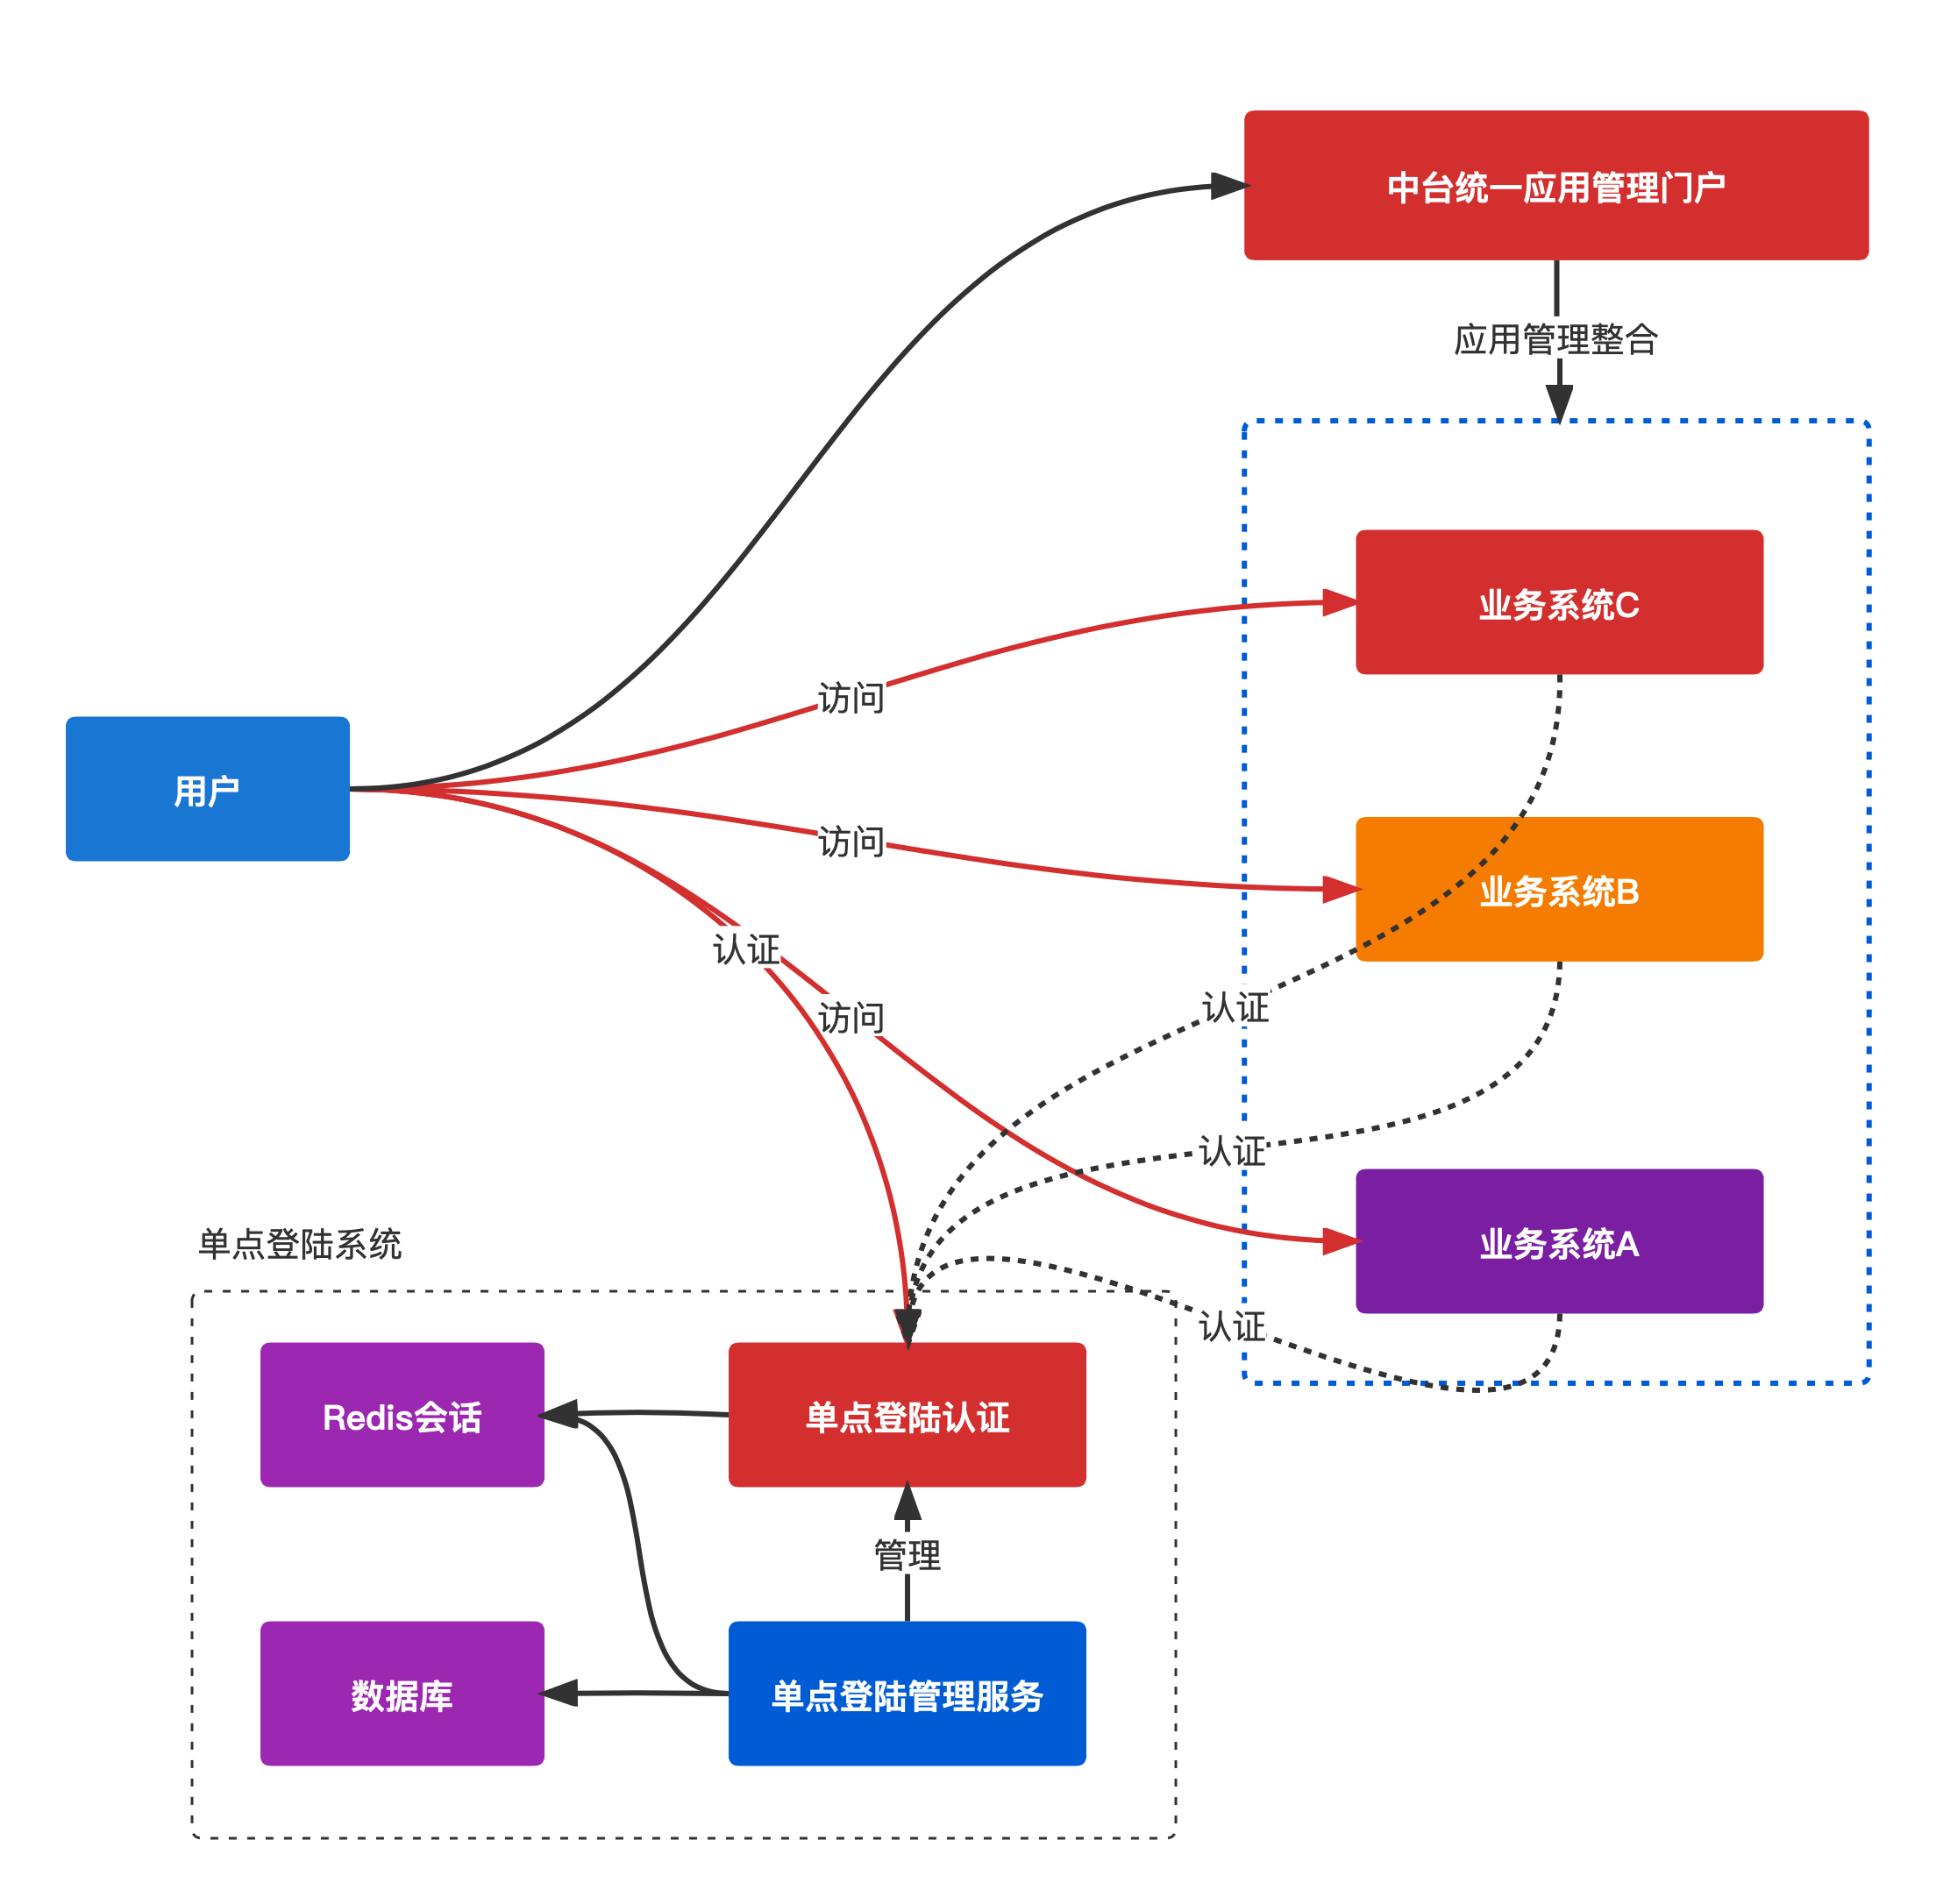 中台统一应用管理门户
应用管理整合
业务系统C
访问
用户
访问
业务系统B
认证
访问
认证
认证
单点登陆系统
业务系统A
认证
Redis会话
单点登陆认证
管理
数据库
单点登陆管理服务